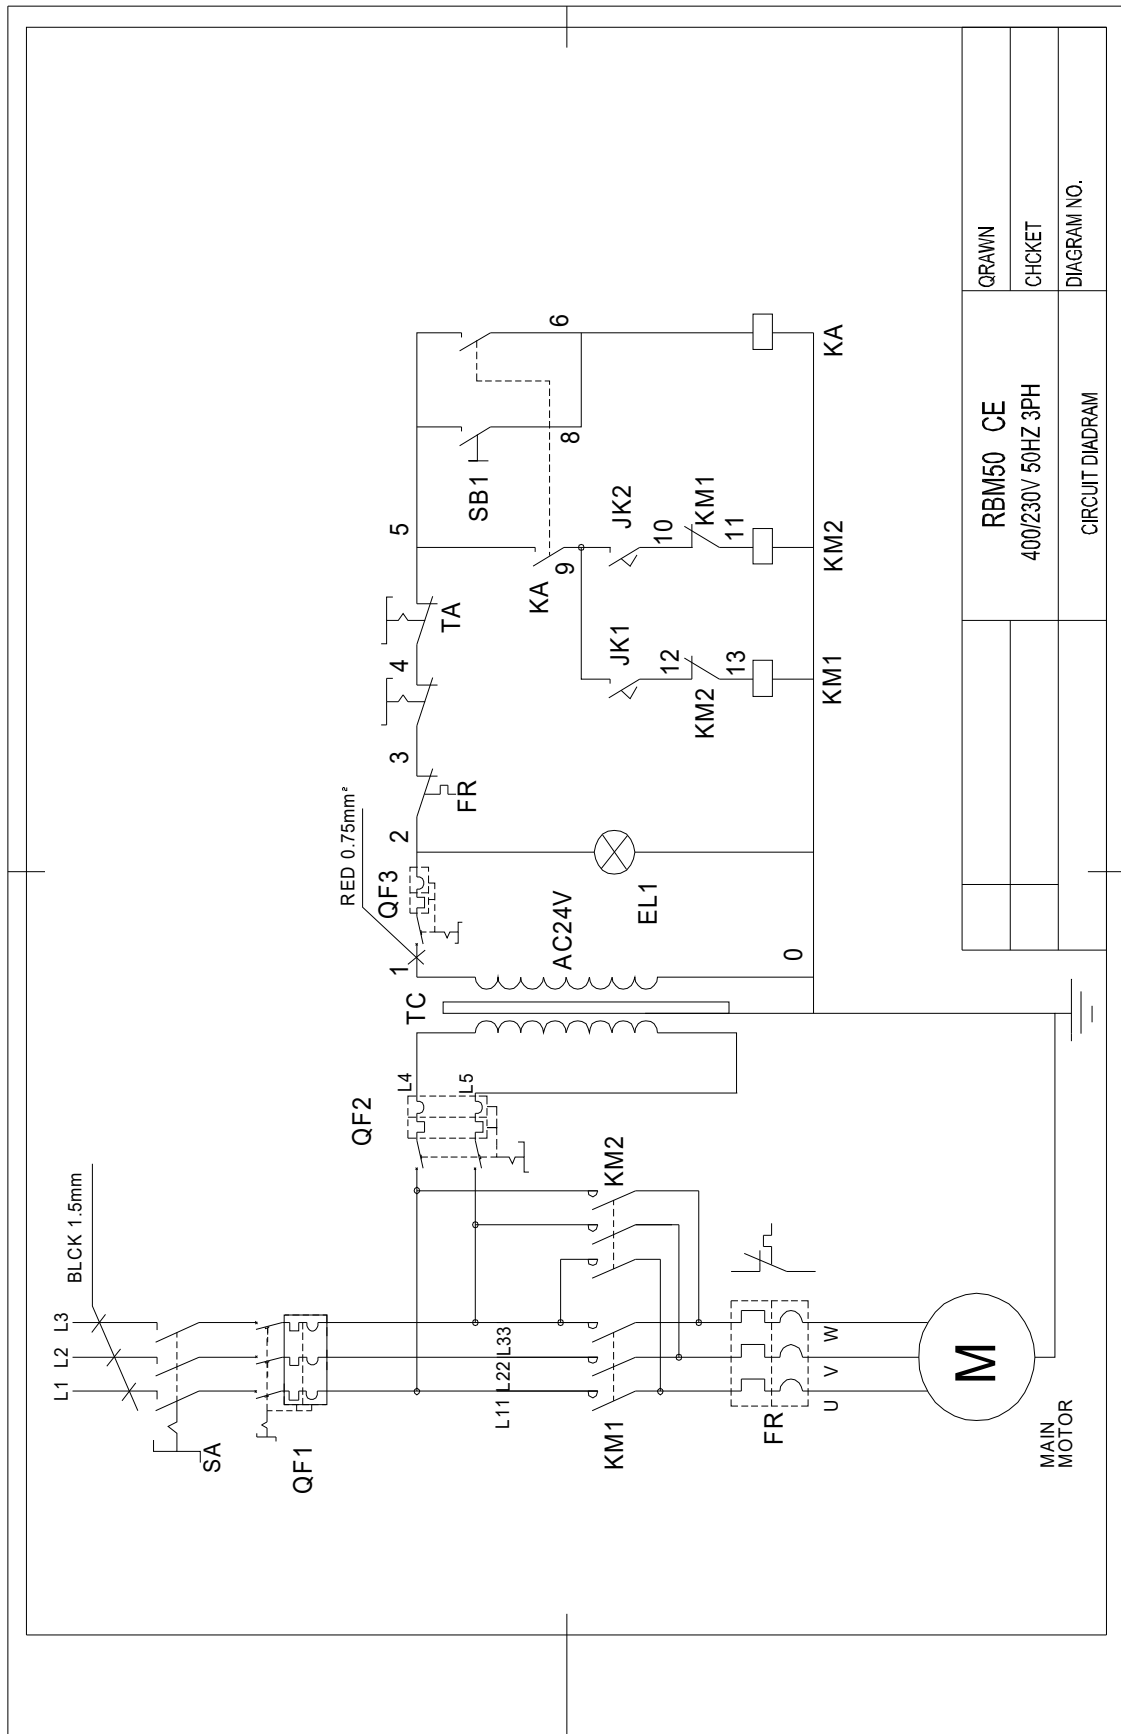 L1
L2
L3
BLCK 1.5mm
SA
QF1
L11
L22
L33
KM1
KM2
FR
U
V
W
M
MAIN
MOTOR
QF2
L4
L5
TC
1
RED 0.75mm²
QF3
AC24V
0
EL1
2
FR
3
4
TA
5
SB1
8
6
KA
9
JK1
JK2
12
10
KM2
KM1
13
11
KM1
KM2
KA
RBM50 CE
400/230V 50HZ 3PH
CIRCUIT DIADRAM
QRAWN
CHCKET
DIAGRAM NO.